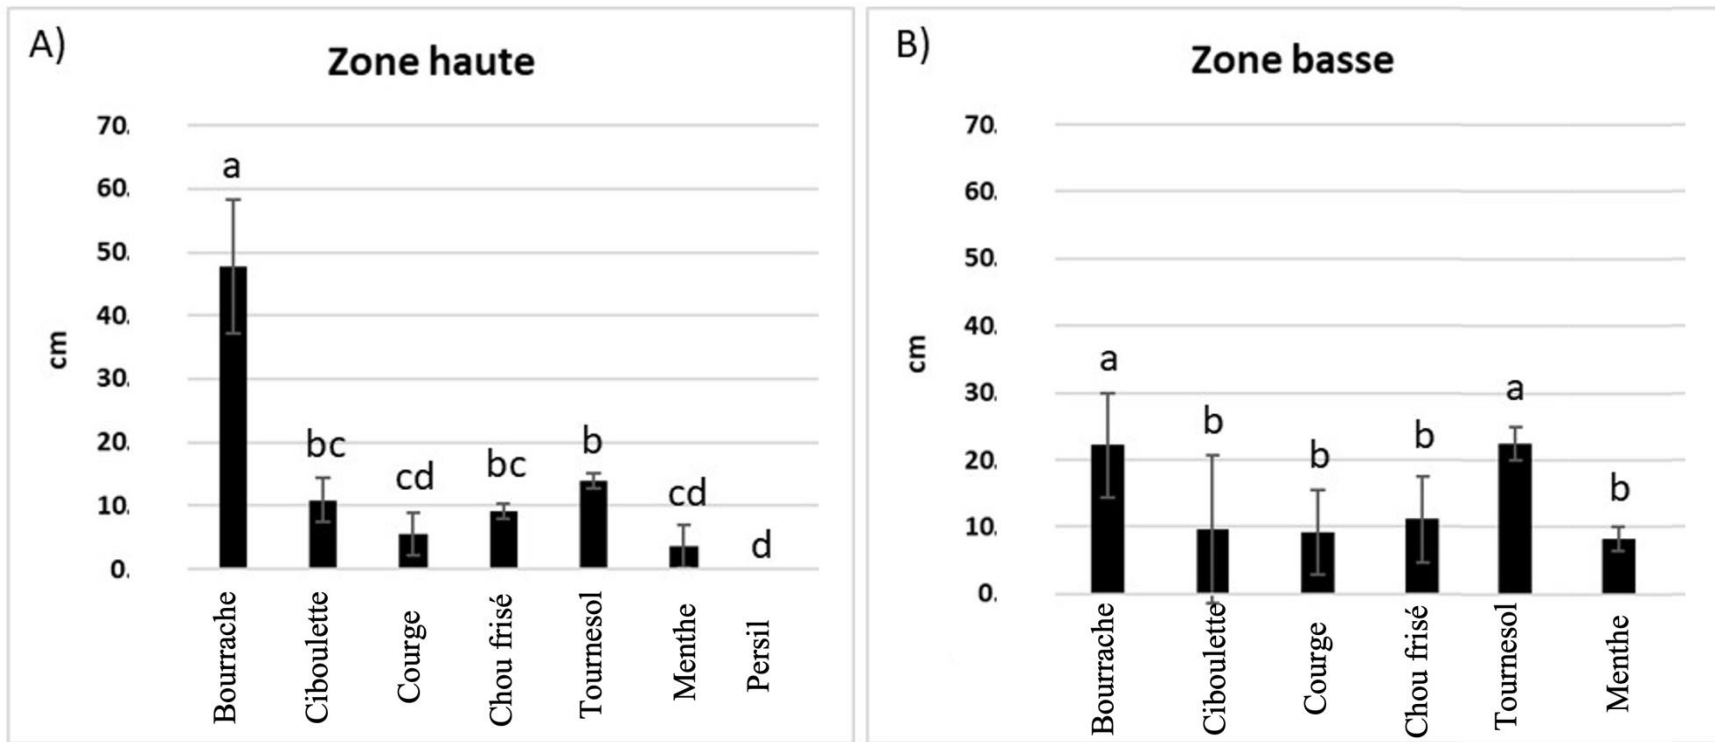 A)
Zone haute
70.
60.
50.
40.
30.
20.
10.
0.
cm
a
bc
cd
bc
b
cd
d
Bourrache
Ciboulette
Courge
Chou frisé
Tournesol
Menthe
Persil
B)
Zone basse
70.
60.
50.
40.
30.
20.
10.
0.
cm
a
b
b
b
a
b
Bourrache
Ciboulette
Courge
Chou frisé
Tournesol
Menthe